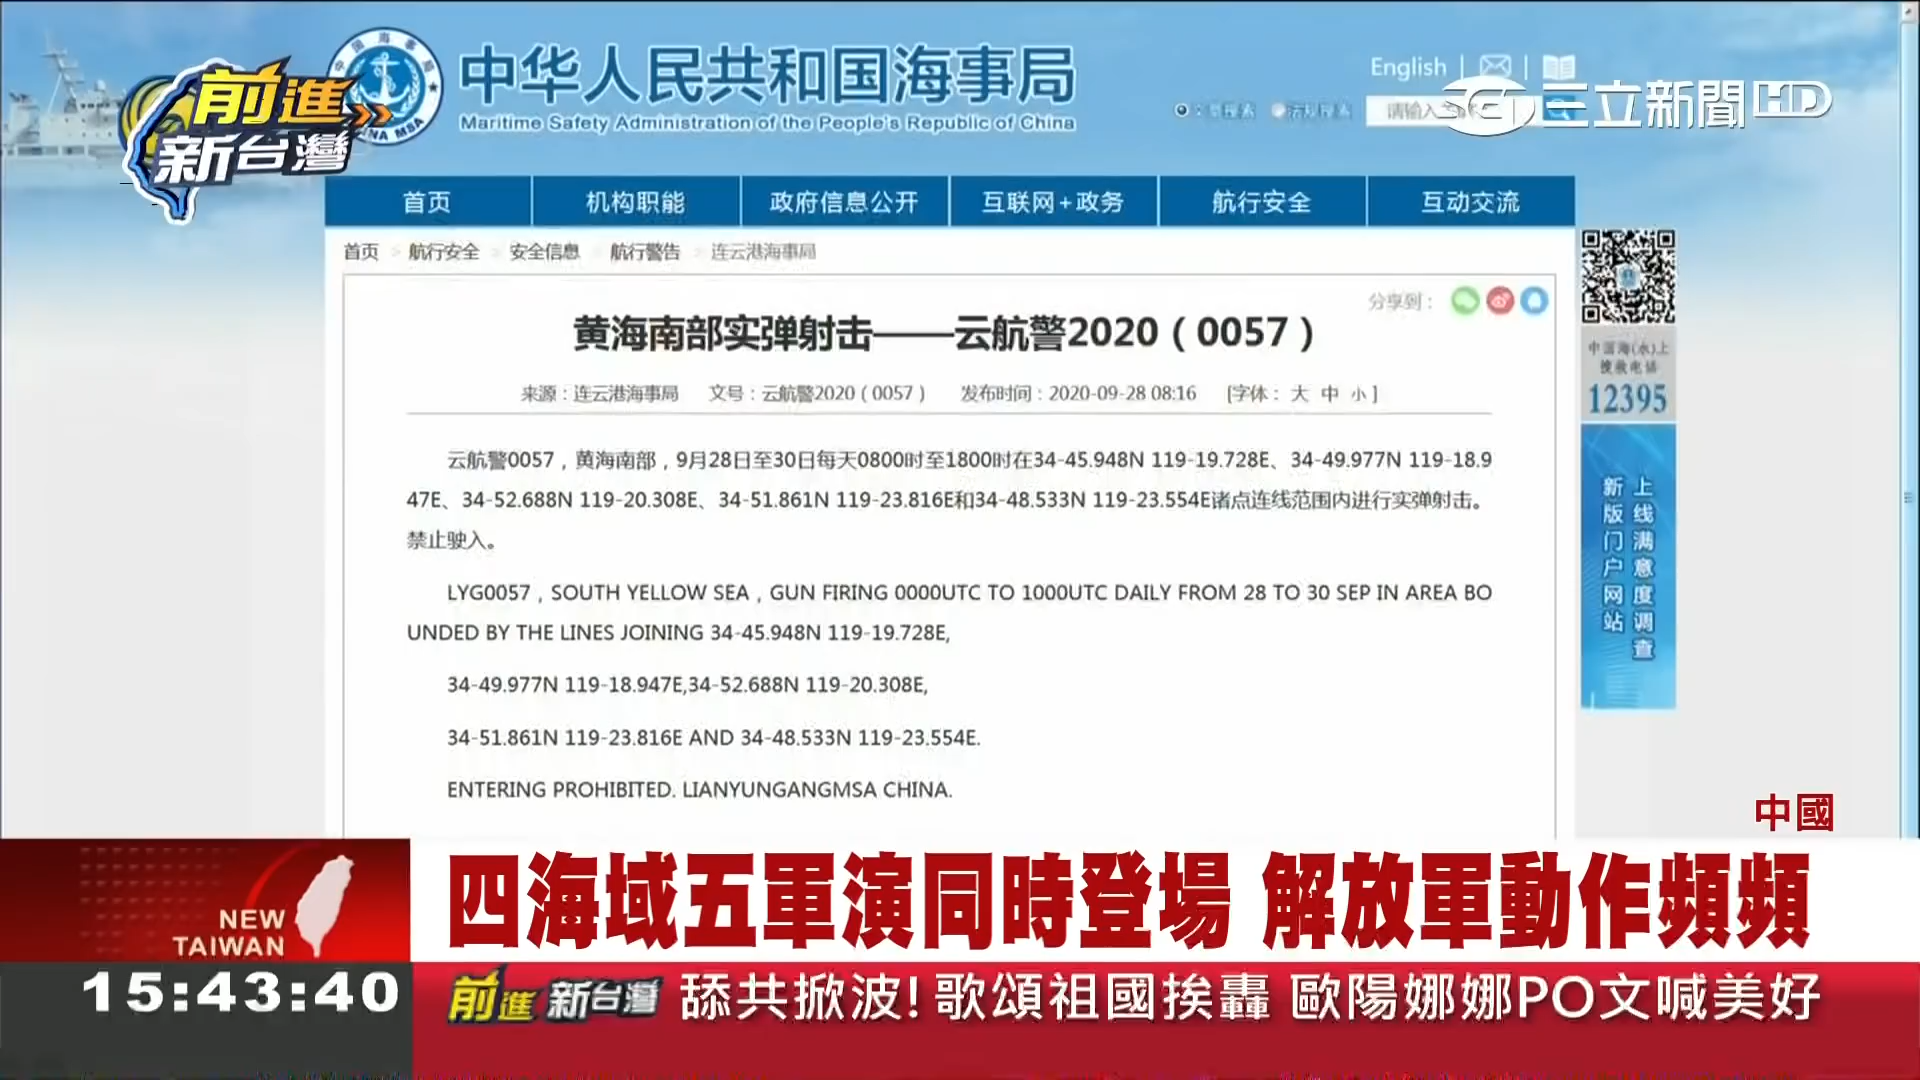 中华人民共和国海事局
Maritime Safety Administration of the People's Republic of China
English
前進
新台灣
CHINA MSA
三立新聞HD
首页 机构职能 政府信息公开 互联网+政务 航行安全 互动交流
首页 > 航行安全 > 安全信息 > 航行警告 > 连云港海事局
分享到：
黄海南部实弹射击——云航警2020（0057）
来源：连云港海事局 文号：云航警2020（0057） 发布时间：2020-09-28 08:16 [字体： 大 中 小]
云航警0057，黄海南部，9月28日至30日每天0800时至1800时在34-45.948N 119-19.728E、34-49.977N 119-18.9
47E、34-52.688N 119-20.308E、34-51.861N 119-23.816E和34-48.533N 119-23.554E诸点连线范围内进行实弹射击。
禁止驶入。
LYG0057，SOUTH YELLOW SEA，GUN FIRING 0000UTC TO 1000UTC DAILY FROM 28 TO 30 SEP IN AREA BO
UNDED BY THE LINES JOINING 34-45.948N 119-19.728E,
34-49.977N 119-18.947E,34-52.688N 119-20.308E,
34-51.861N 119-23.816E AND 34-48.533N 119-23.554E.
ENTERING PROHIBITED. LIANYUNGANGMSA CHINA.
中国海(水)上
搜救电话
12395
新版门户网站
上线满意度调查
中國
四海域五軍演同時登場 解放軍動作頻頻
NEW
TAIWAN
15:43:40
前進新台灣 舔共掀波!歌頌祖國挨轟 歐陽娜娜PO文喊美好